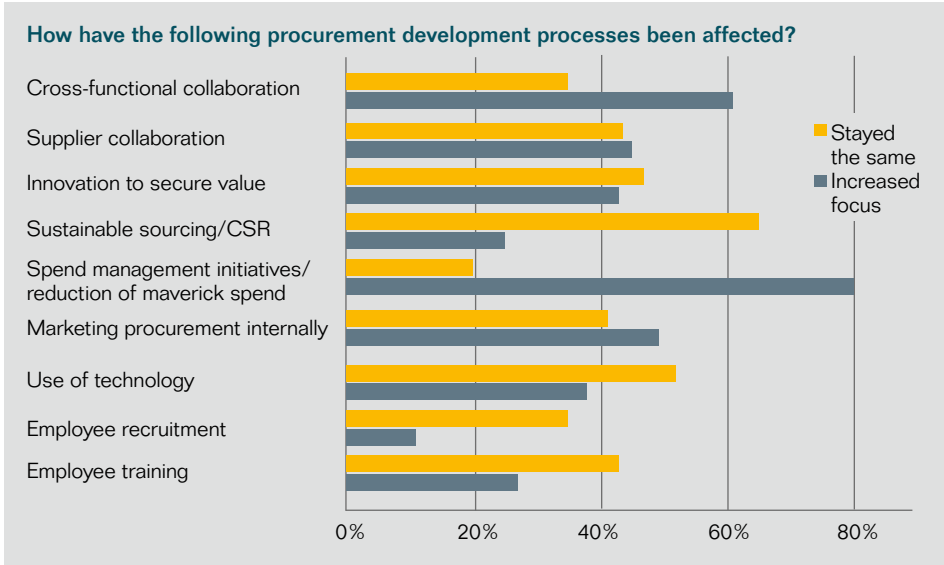 How have the following procurement development processes been affected?
Cross-functional collaboration
Supplier collaboration
Innovation to secure value
Sustainable sourcing/CSR
Spend management initiatives/
reduction of maverick spend
Marketing procurement internally
Use of technology
Employee recruitment
Employee training
Stayed
the same
Increased
focus
0% 20% 40% 60% 80%